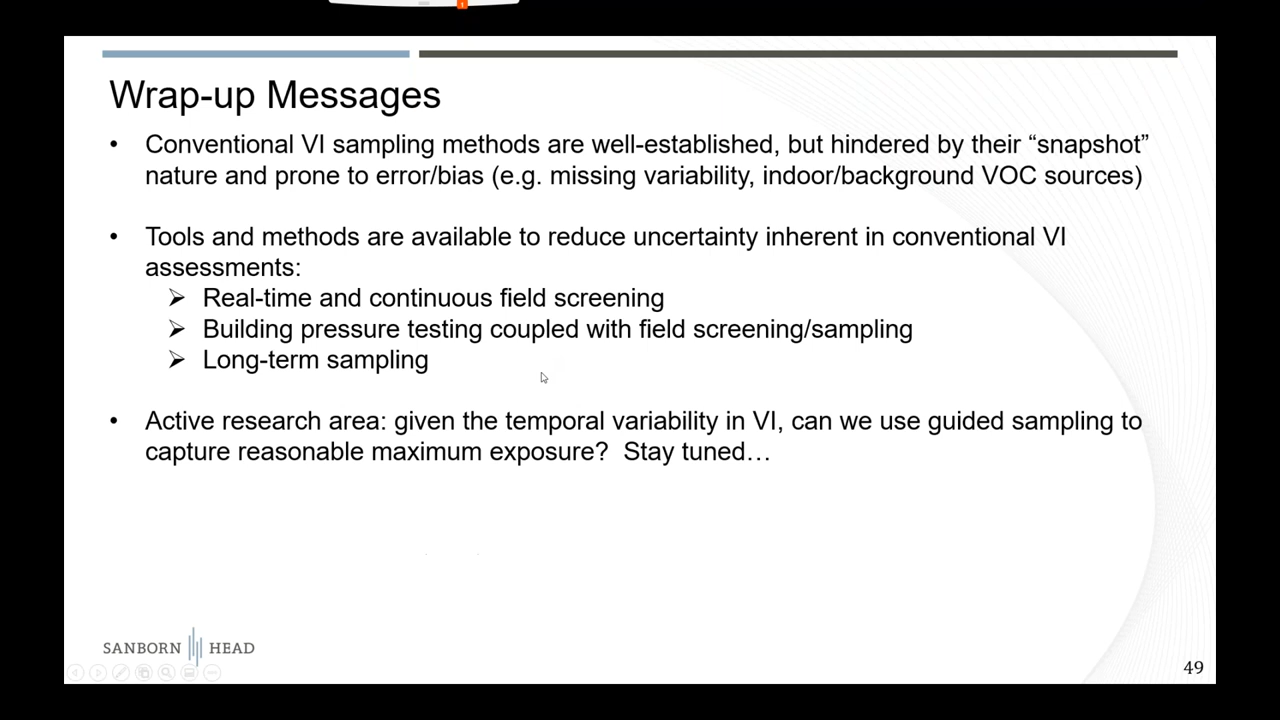 Wrap-up Messages
• Conventional VI sampling methods are well-established, but hindered by their “snapshot”
nature and prone to error/bias (e.g. missing variability, indoor/background VOC sources)
• Tools and methods are available to reduce uncertainty inherent in conventional VI
assessments:
➢ Real-time and continuous field screening
➢ Building pressure testing coupled with field screening/sampling
➢ Long-term sampling
• Active research area: given the temporal variability in VI, can we use guided sampling to
capture reasonable maximum exposure?  Stay tuned…
SANBORN HEAD
49